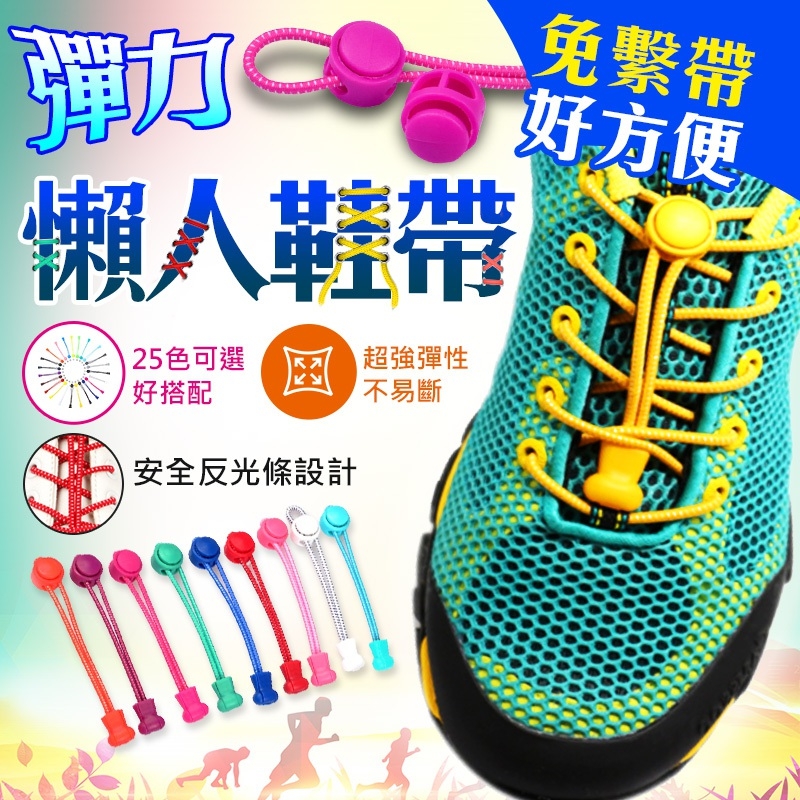 彈力
免繫帶
好方便
懶人鞋帶
25色可選
好搭配
超強彈性
不易斷
安全反光條設計